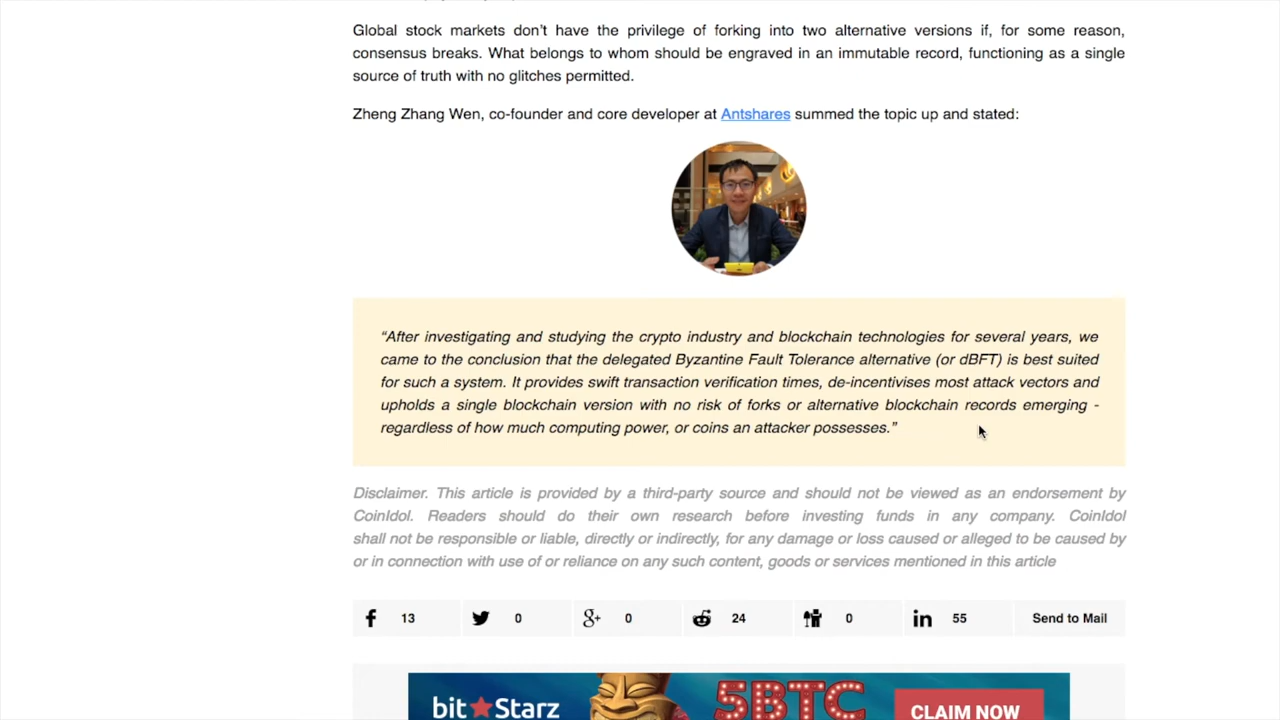 Global stock markets don’t have the privilege of forking into two alternative versions if, for some reason,
consensus breaks. What belongs to whom should be engraved in an immutable record, functioning as a single
source of truth with no glitches permitted.
Zheng Zhang Wen, co-founder and core developer at Antshares summed the topic up and stated:
“After investigating and studying the crypto industry and blockchain technologies for several years, we
came to the conclusion that the delegated Byzantine Fault Tolerance alternative (or dBFT) is best suited
for such a system. It provides swift transaction verification times, de-incentivises most attack vectors and
upholds a single blockchain version with no risk of forks or alternative blockchain records emerging -
regardless of how much computing power, or coins an attacker possesses.”
Disclaimer. This article is provided by a third-party source and should not be viewed as an endorsement by
CoinIdol. Readers should do their own research before investing funds in any company. CoinIdol
shall not be responsible or liable, directly or indirectly, for any damage or loss caused or alleged to be caused by
or in connection with use of or reliance on any such content, goods or services mentioned in this article
13 0 0 24 0 55 Send to Mail
bitStarz 5BTC CLAIM NOW